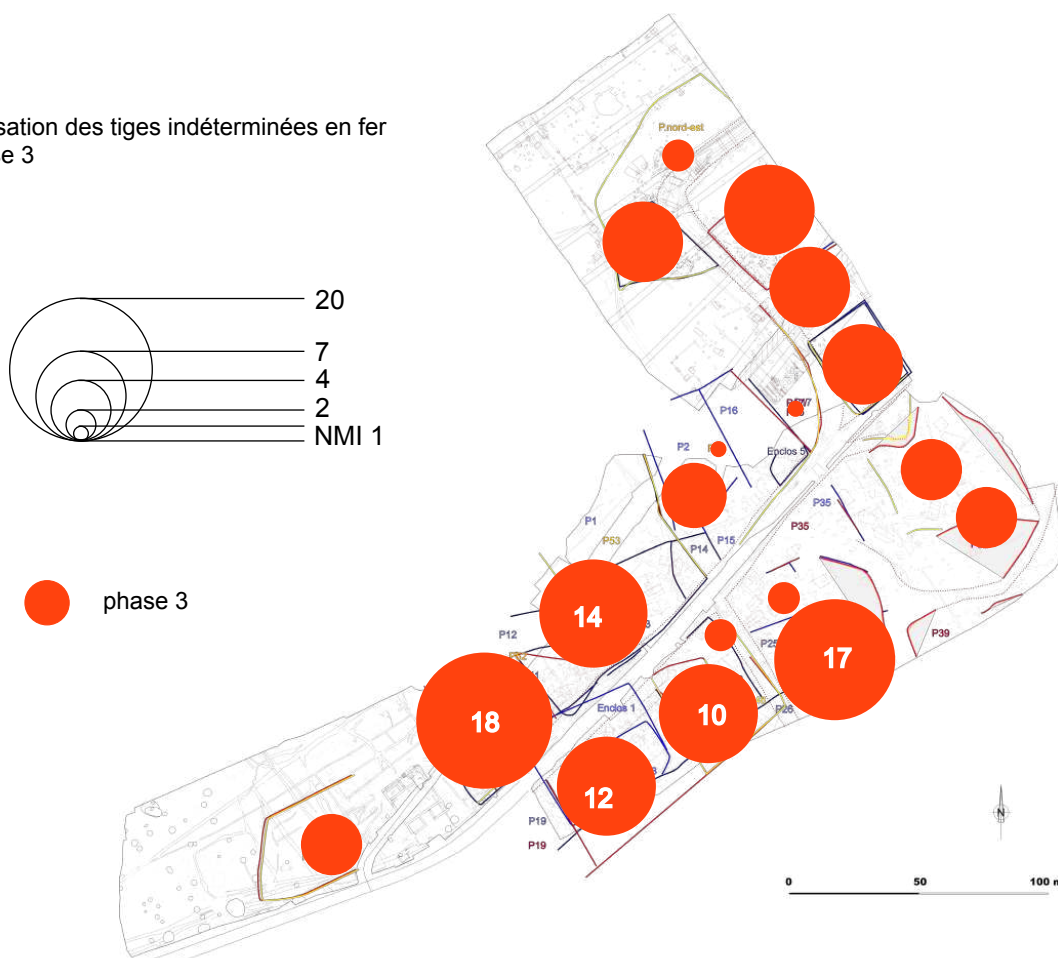 sation des tiges indéterminées en fer
e 3
20
7
4
2
NMI 1
phase 3
P.nord-est
P16
P2
Enclos 5
P1
P53
P15
P14
P35
P35
P12
14
P25
17
P39
18
Enclos 1
10
P26
12
P19
P19
N
0
50
100 m